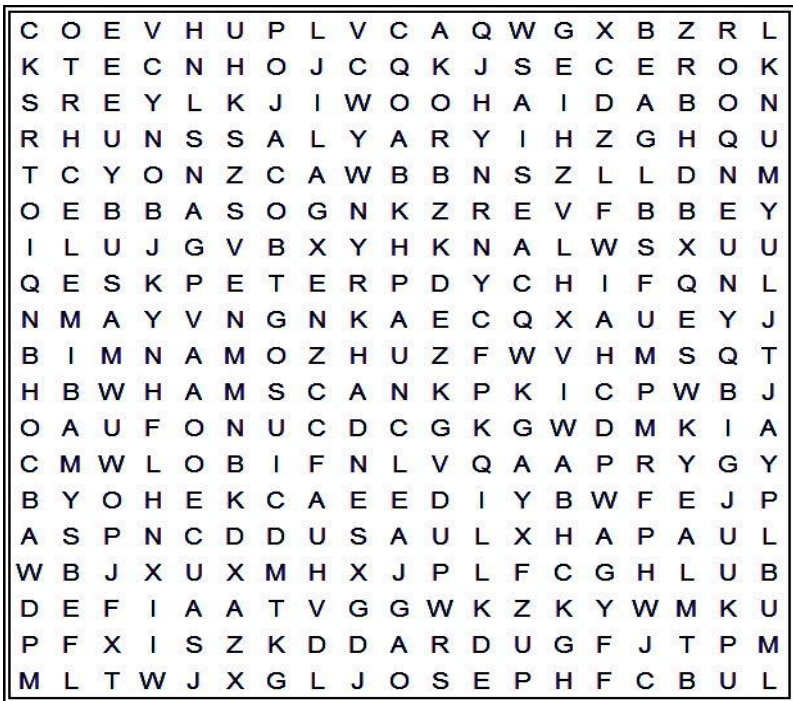 C O E V H U P L V C A Q W G X B Z R L
K T E C N H O J C Q K J S E C E R O K
S R E Y L K J I W O O H A I D A B O N
R H U N S S A L Y A R Y I H Z G H Q U
T C Y O N Z C A W B B N S Z L L D N M
O E B B A S O G N K Z R E V F B B E Y
I L U J G V B X Y H K N A L W S X U U
Q E S K P E T E R P D Y C H I F Q N L
N M A Y V N G N K A E C Q X A U E Y J
B I M N A M O Z H U Z F W V H M S Q T
H B W H A M S C A N K P K I C P W B J
O A U F O N U C D C G K G W D M K I A
C M W L O B I F N L V Q A A P R Y G Y
B Y O H E K C A E E D I Y B W F E J P
A S P N C D D U S A U L X H A P A U L
W B J X U X M H X J P L F C G H L U B
D E F I A A T V G G W K Z K Y W M K U
P F X I S Z K D D A R D U G F J T P M
M L T W J X G L J O S E P H F C B U L